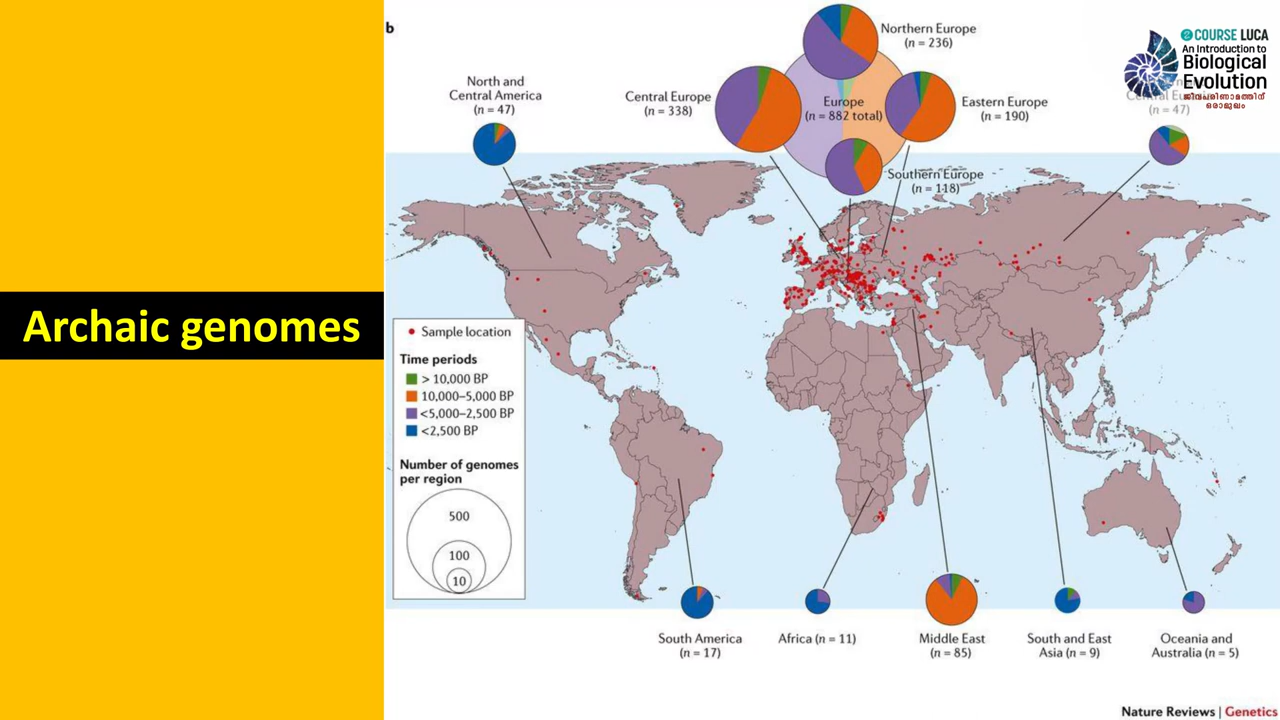 b
Northern Europe
(n = 236)
COURSE LUCA
An Introduction to
Biological
Evolution
ജീവപരിണാമത്തിന്
ഒരാമുഖം
North and
Central America
(n = 47)
Central Europe
(n = 338)
Europe
(n = 882 total)
Eastern Europe
(n = 190)
(n = 47)
Southern Europe
(n = 118)
Archaic genomes
Sample location
Time periods
> 10,000 BP
10,000–5,000 BP
<5,000–2,500 BP
<2,500 BP
Number of genomes
per region
500
100
10
South America
(n = 17)
Africa (n = 11)
Middle East
(n = 85)
South and East
Asia (n = 9)
Oceania and
Australia (n = 5)
Nature Reviews | Genetics